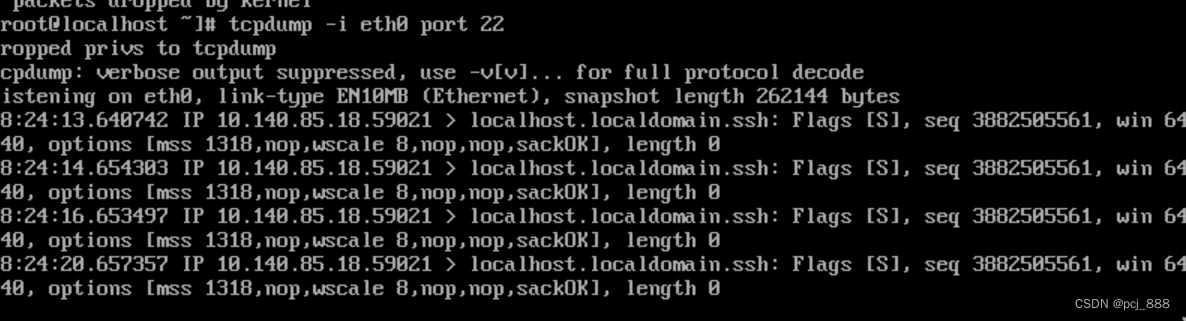 packets dropped by kernel
root@localhost ~]# tcpdump -i eth0 port 22
ropped privs to tcpdump
cpdump: verbose output suppressed, use -v[v]... for full protocol decode
istening on eth0, link-type EN10MB (Ethernet), snapshot length 262144 bytes
8:24:13.640742 IP 10.140.85.18.59021 > localhost.localdomain.ssh: Flags [S], seq 3882505561, win 64
40, options [mss 1318,nop,wscale 8,nop,nop,sackOK], length 0
8:24:14.654303 IP 10.140.85.18.59021 > localhost.localdomain.ssh: Flags [S], seq 3882505561, win 64
40, options [mss 1318,nop,wscale 8,nop,nop,sackOK], length 0
8:24:16.653497 IP 10.140.85.18.59021 > localhost.localdomain.ssh: Flags [S], seq 3882505561, win 64
40, options [mss 1318,nop,wscale 8,nop,nop,sackOK], length 0
8:24:20.657357 IP 10.140.85.18.59021 > localhost.localdomain.ssh: Flags [S], seq 3882505561, win 64
40, options [mss 1318,nop,wscale 8,nop,nop,sackOK], length 0
CSDN @pcj_888